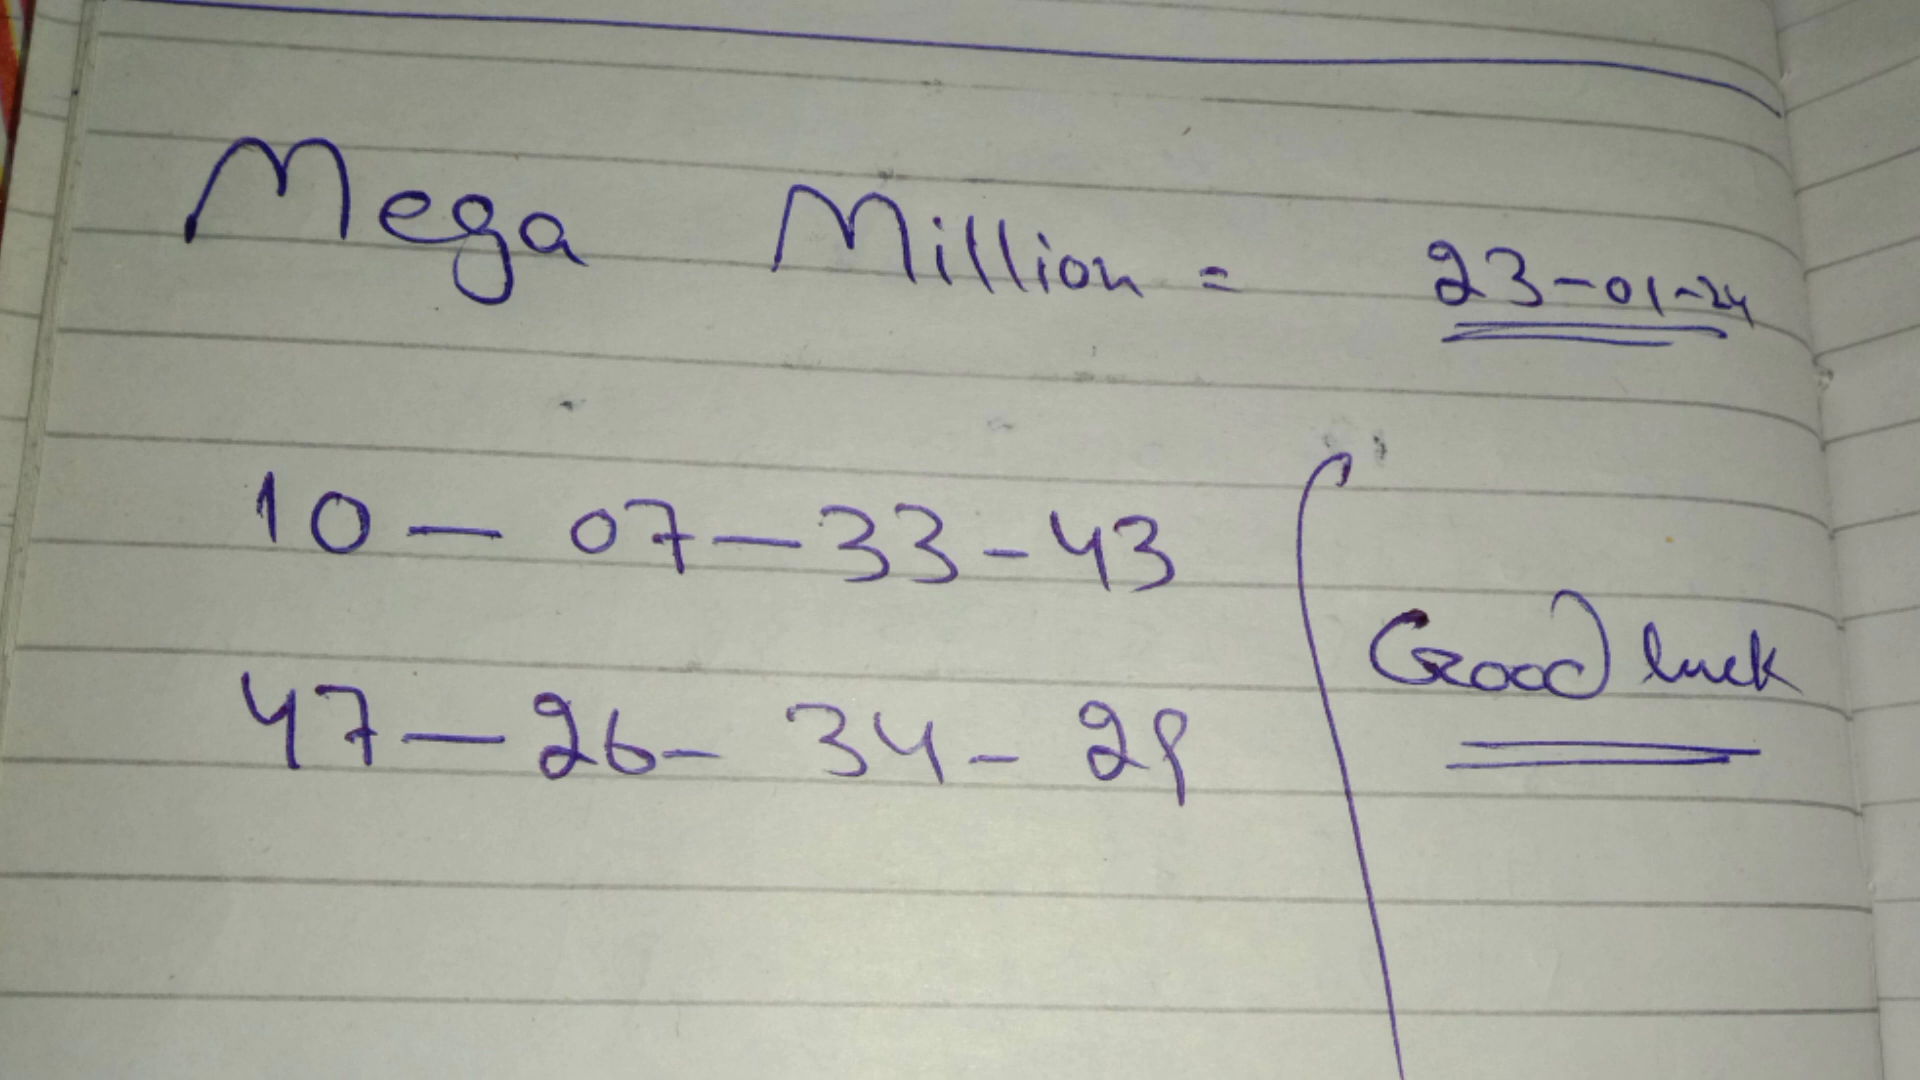 Mega Million = 23-01-24
10 - 07 - 33 - 43
47 - 26 - 34 - 29
Good luck